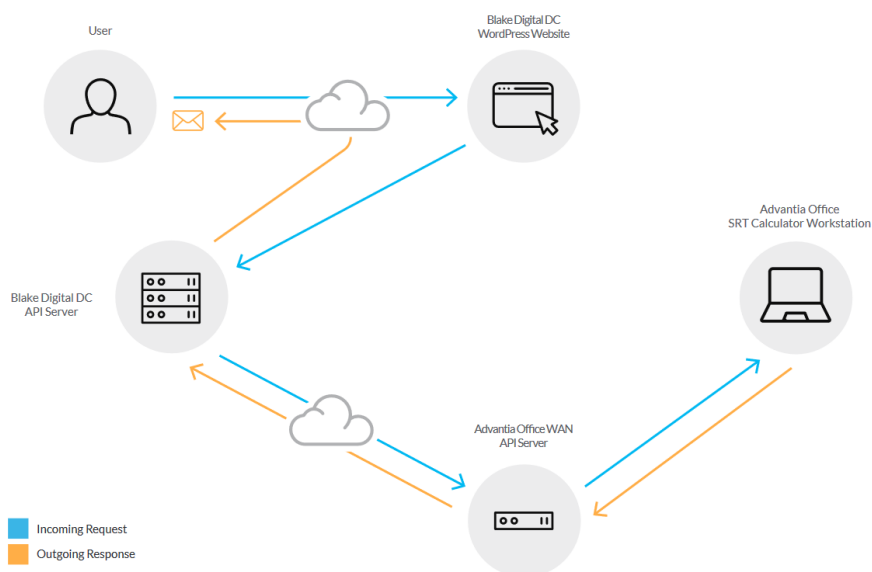 User
Blake Digital DC
WordPress Website
Advantia Office
SRT Calculator Workstation
Blake Digital DC
API Server
Advantia Office WAN
API Server
Incoming Request
Outgoing Response